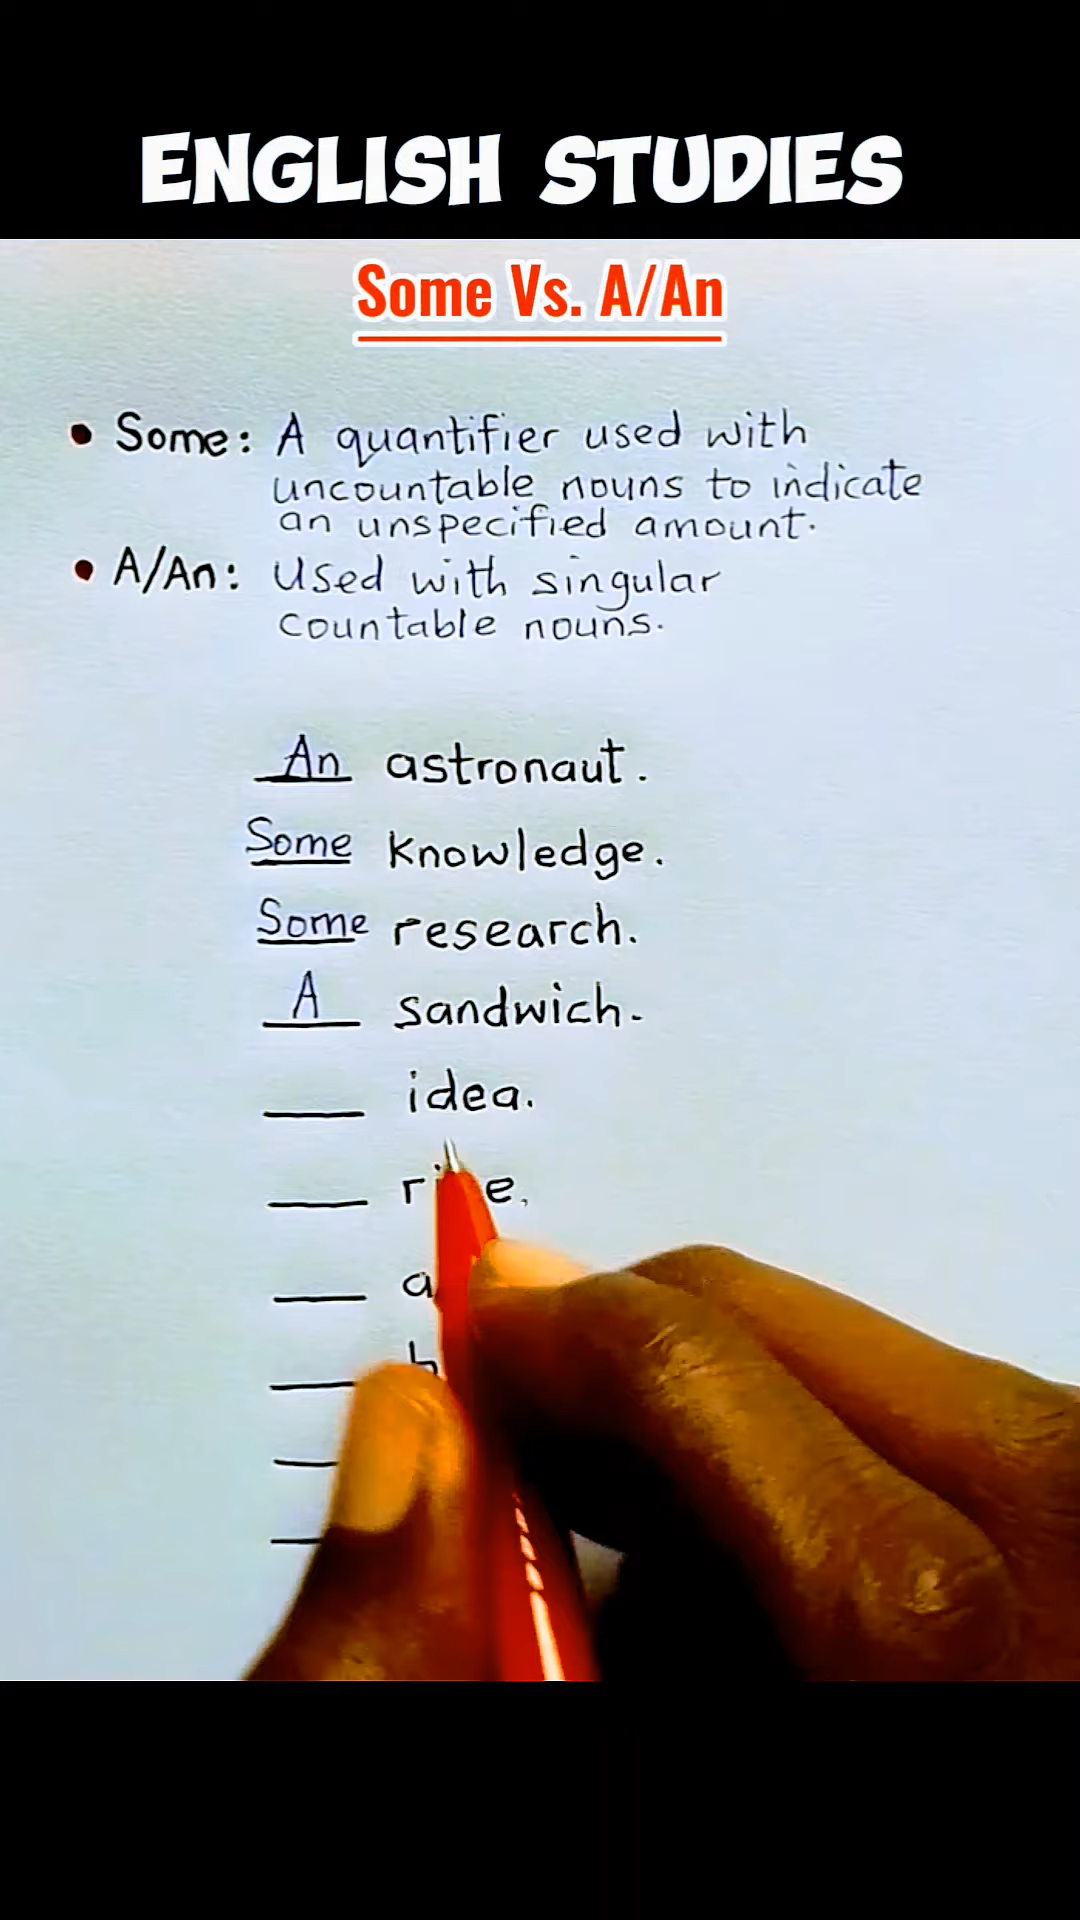 ENGLISH STUDIES
Some Vs. A/An
• Some: A quantifier used with
uncountable nouns to indicate
an unspecified amount.
• A/An: Used with singular
countable nouns.
An astronaut.
Some knowledge.
Some research.
A sandwich.
___ idea.